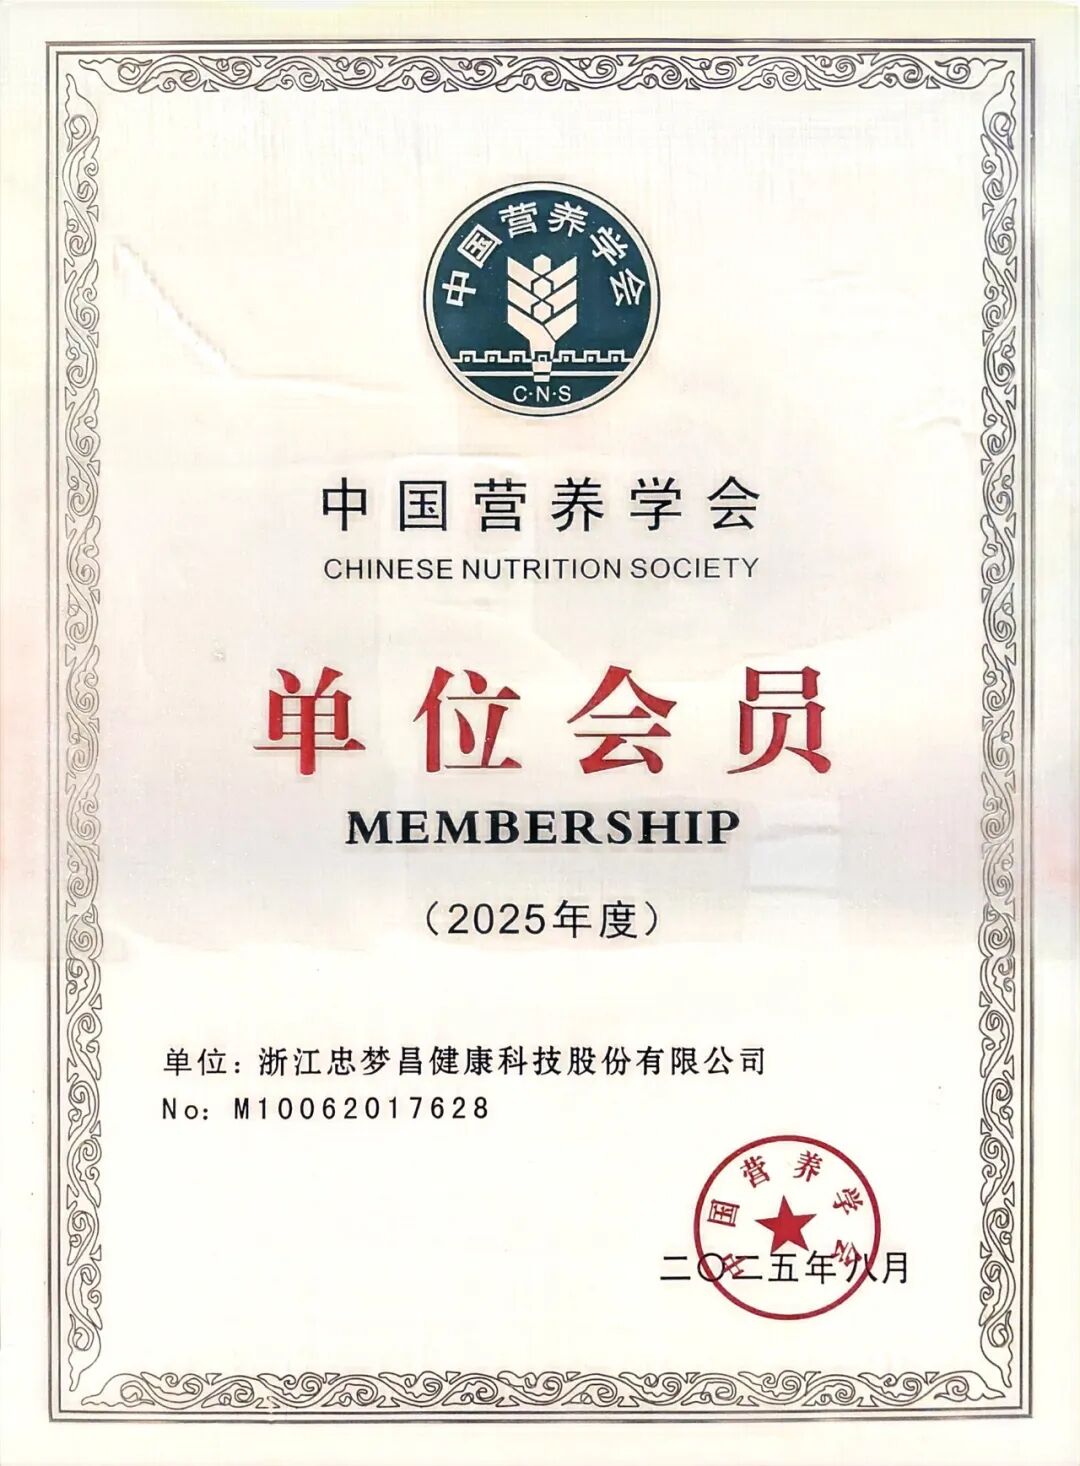 中国营养学会
C·N·S
中国营养学会
CHINESE NUTRITION SOCIETY
单位会员
MEMBERSHIP
（2025年度）
单位：浙江忠梦昌健康科技股份有限公司
No：M10062017628
中国营养学会
二〇二五年八月